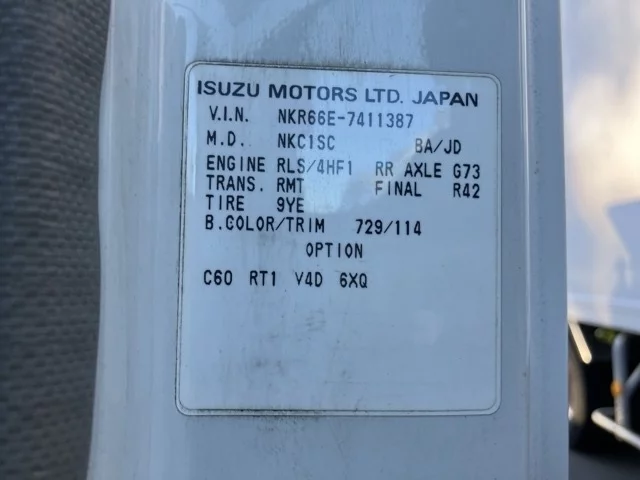 ISUZU MOTORS LTD. JAPAN
V.I.N. NKR66E-7411387
M.D. NKC1SC BA/JD
ENGINE RLS/4HF1 RR AXLE G73
TRANS. RMT FINAL R42
TIRE 9YE
B.COLOR/TRIM 729/114
OPTION
C60 RT1 V4D 6XQ